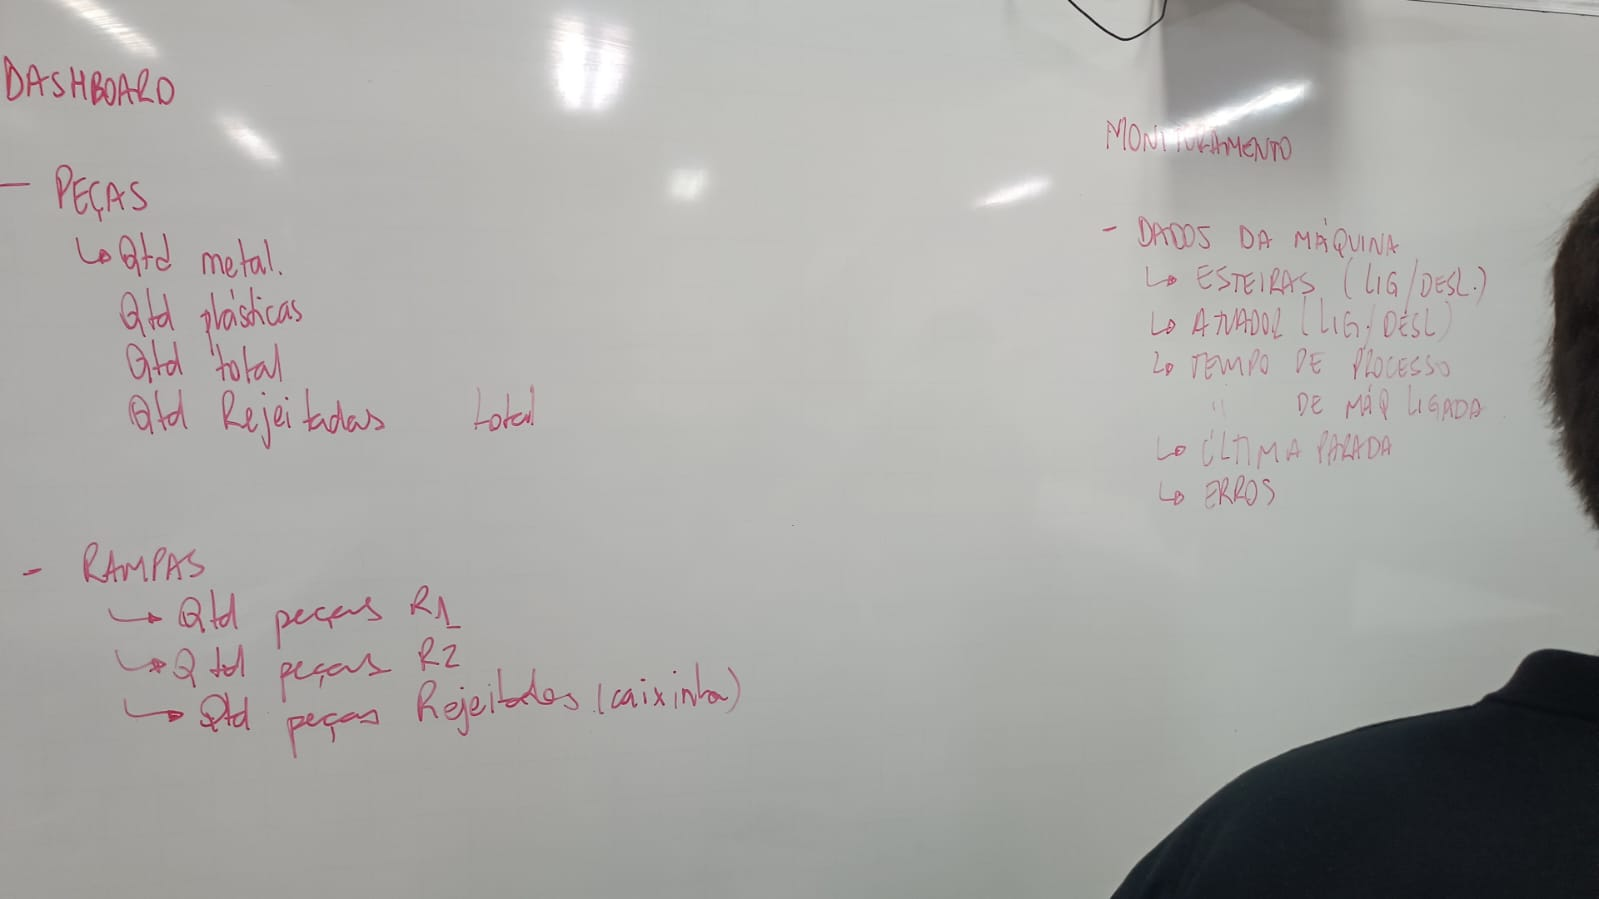 DASHBOARD
- PEÇAS
↳ Qtd metal.
Qtd plásticas
Qtd total
Qtd Rejeitadas total
- RAMPAS
↳ Qtd peças R1
↳ Qtd peças R2
↳ Qtd peças Rejeitadas (caixinha)
MONITORAMENTO
- DADOS DA MÁQUINA
↳ ESTEIRAS (LIG/DESL.)
↳ ATUADOR (LIG./DESL)
↳ TEMPO DE PROCESSO
" DE MÁQ LIGADA
↳ ÚLTIMA PARADA
↳ ERROS